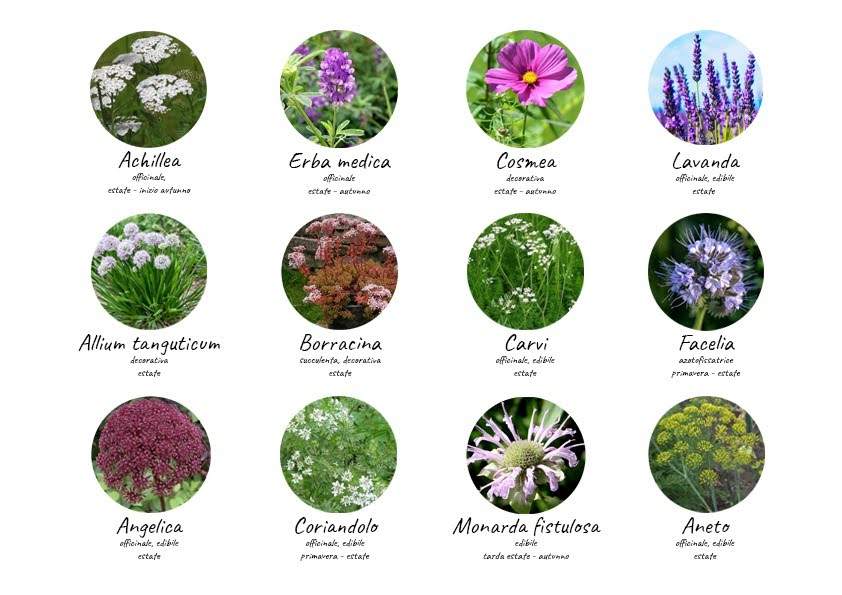 Achillea
officinale,
estate - inizio autunno
Erba medica
officinale
estate - autunno
Cosmea
decorativa
estate - autunno
Lavanda
officinale, edibile
estate
Allium tanguticum
decorativa
estate
Borracina
succulenta, decorativa
estate
Carvi
officinale, edibile
estate
Facelia
azotofissatrice
primavera - estate
Angelica
officinale, edibile
estate
Coriandolo
officinale, edibile
primavera - estate
Monarda fistulosa
edibile
tarda estate - autunno
Aneto
officinale, edibile
estate